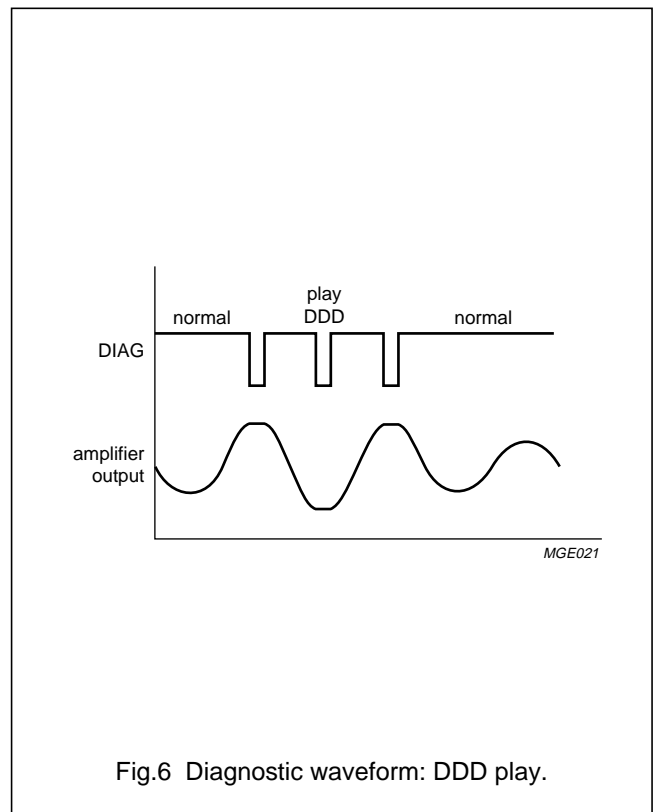 play
DDD
normal
normal
DIAG
amplifier
output
MGE021
Fig.6 Diagnostic waveform: DDD play.